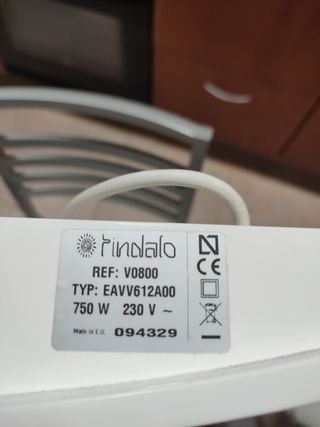 tindalo
REF: V0800
TYP: EAVV612A00
750 W 230 V ~
Made in E.U. 094329
N
CE